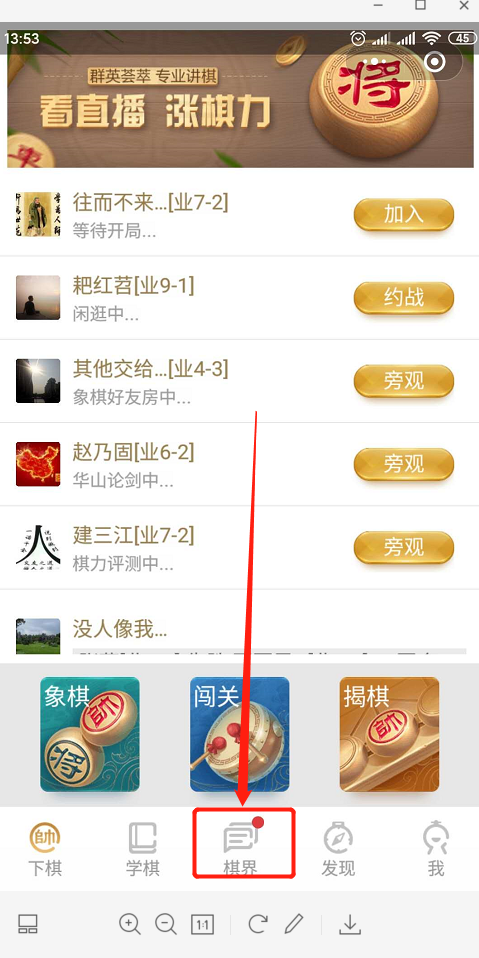 13:53
45
群英荟萃 专业讲棋
看直播 涨棋力
将
往而不来...[业7-2]
等待开局...
加入
耙红苕[业9-1]
闲逛中...
约战
其他交给...[业4-3]
象棋好友房中...
旁观
赵乃固[业6-2]
华山论剑中...
旁观
建三江[业7-2]
棋力评测中...
旁观
没人像我...
象棋
闯关
揭棋
帅
将
帅
帥
下棋
学棋
棋界
发现
我
1:1